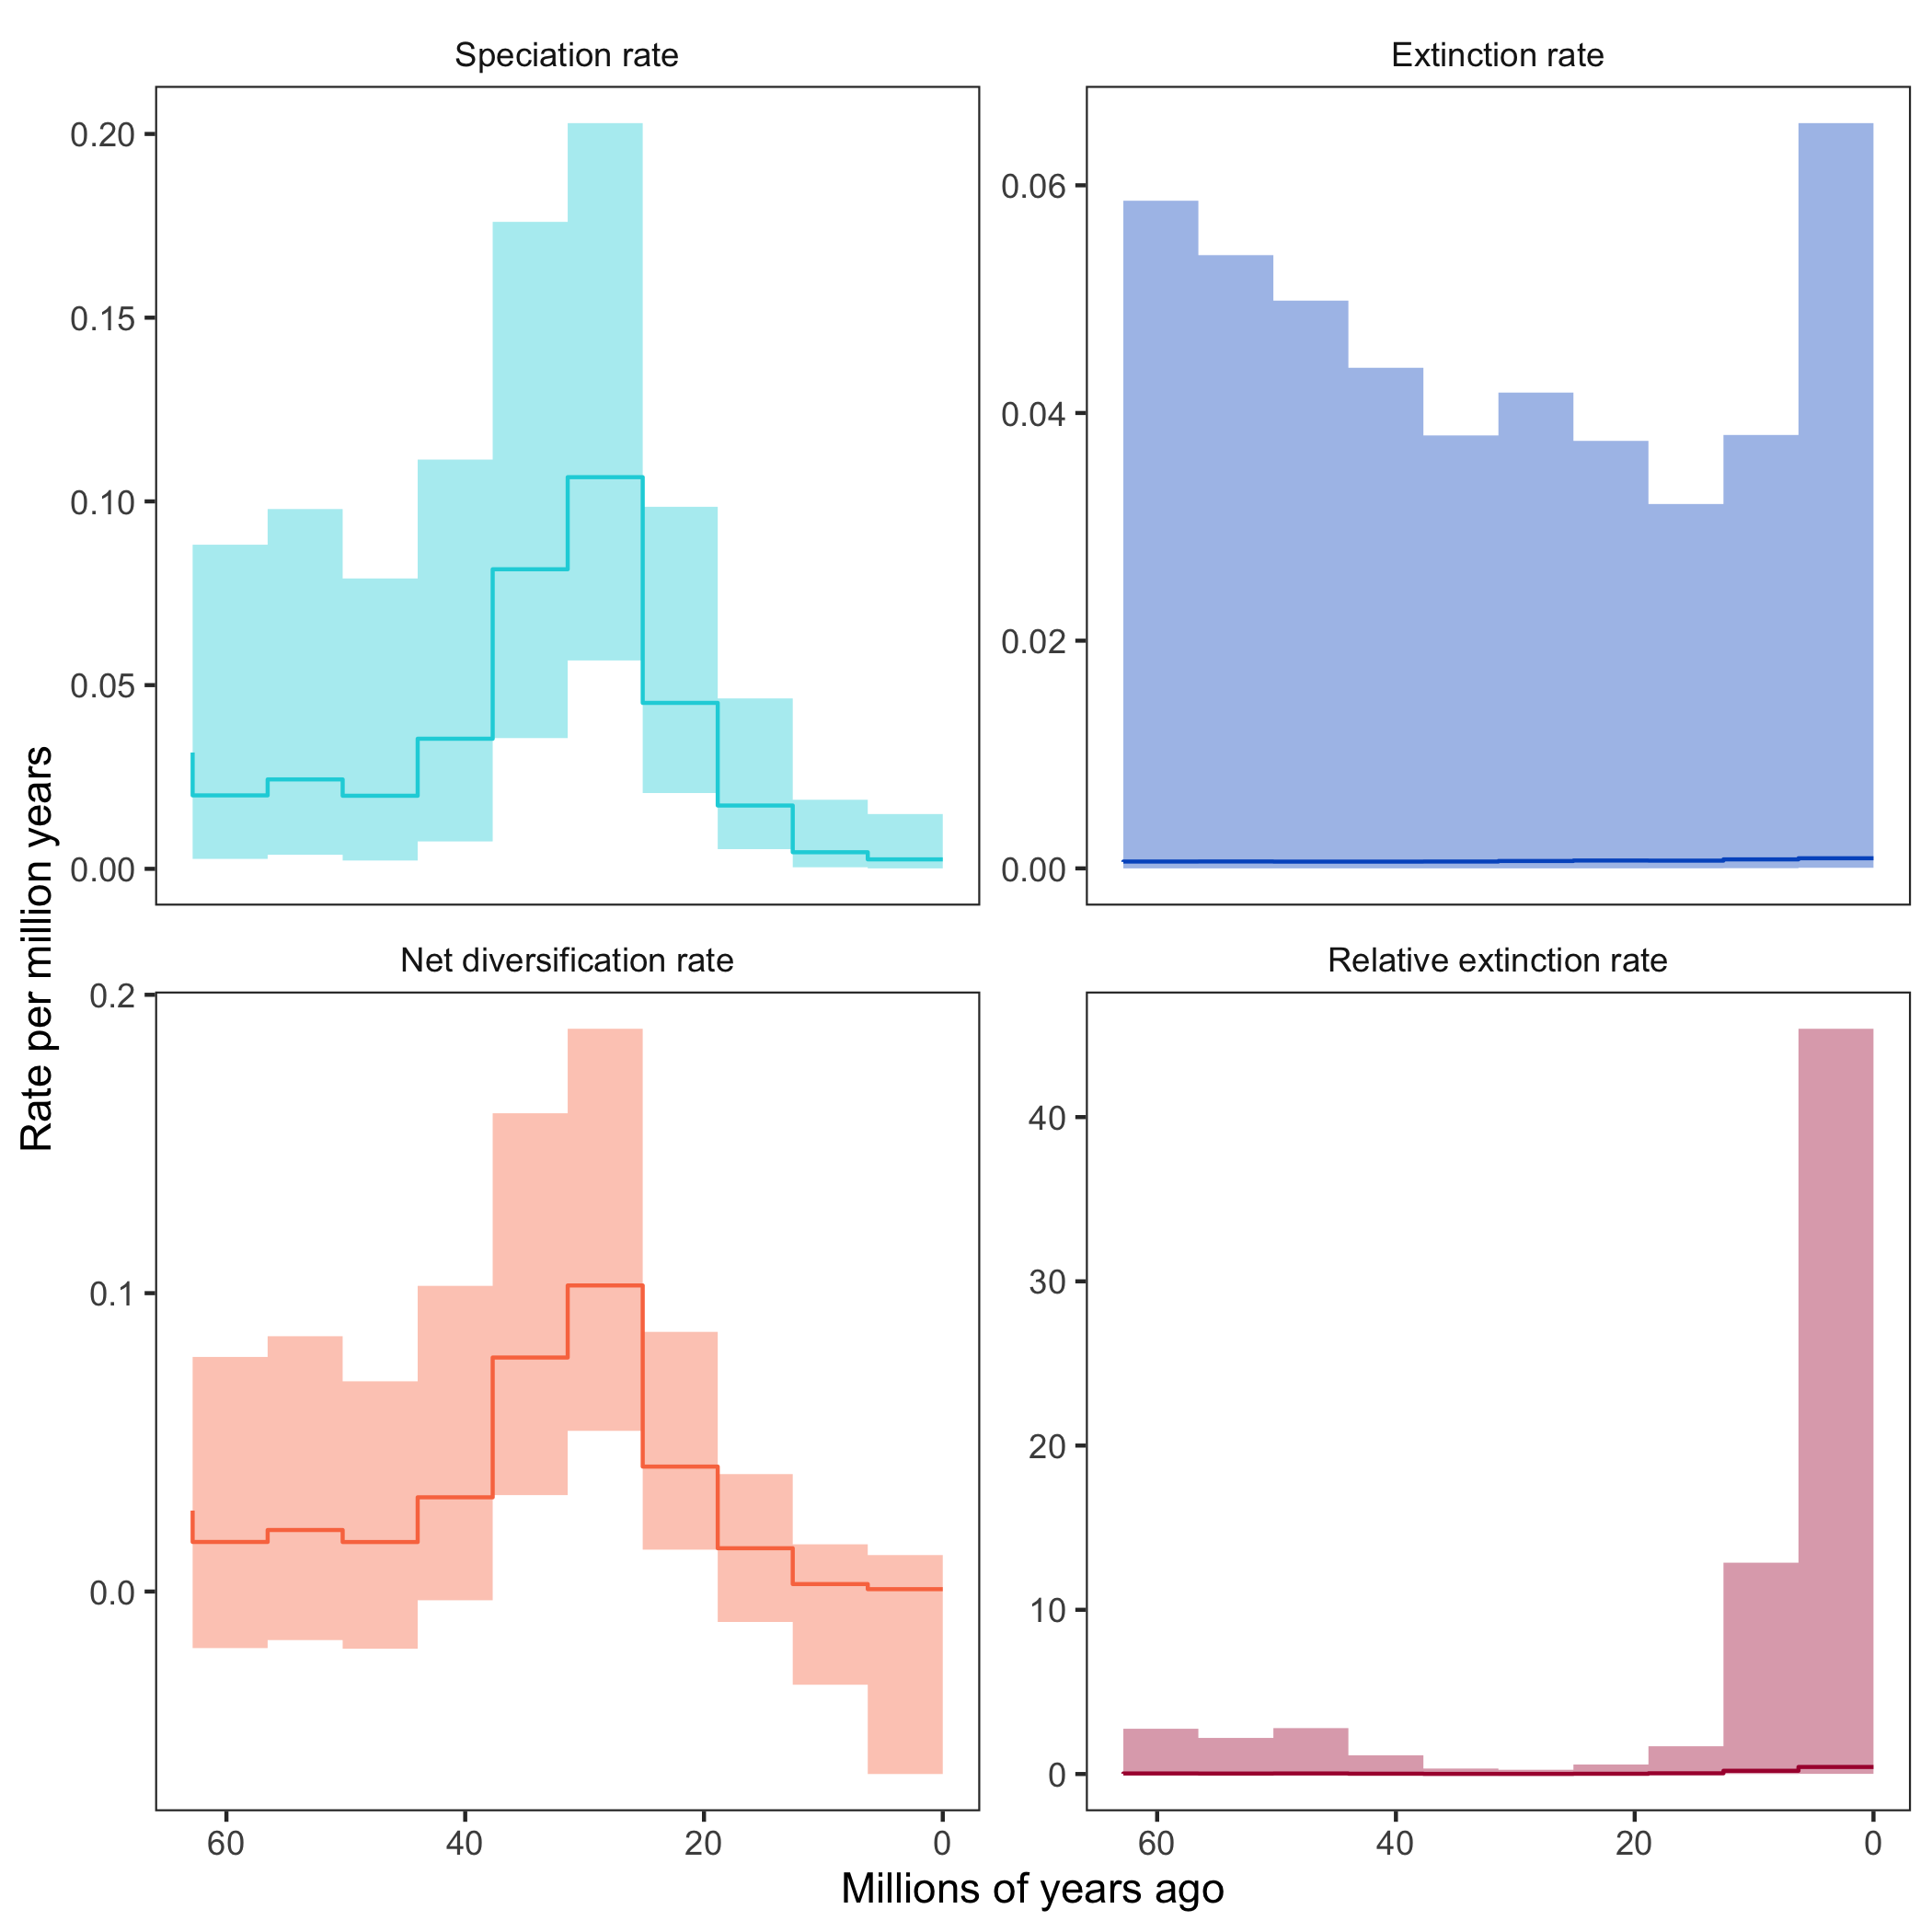 Speciation rate
Extinction rate
0.20
0.15
0.10
0.05
0.00
0.06
0.04
0.02
0.00
Rate per million years
Net diversification rate
Relative extinction rate
0.2
0.1
0.0
40
30
20
10
0
60 40 20 0
60 40 20 0
Millions of years ago